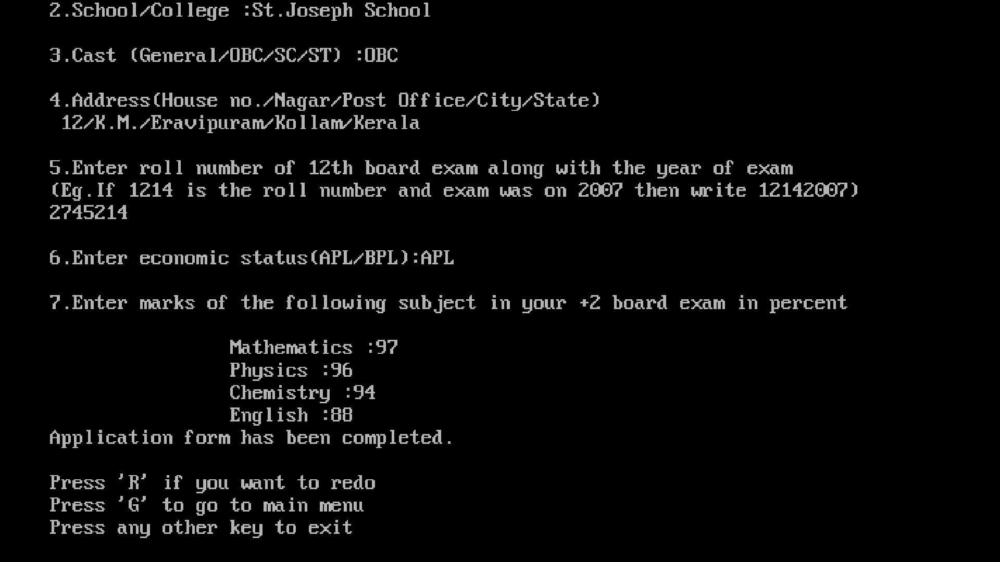 2.School/College :St.Joseph School
3.Cast (General/OBC/SC/ST) :OBC
4.Address(House no./Nagar/Post Office/City/State)
12/K.M./Eravipuram/Kollam/Kerala
5.Enter roll number of 12th board exam along with the year of exam
(Eg.If 1214 is the roll number and exam was on 2007 then write 12142007)
2745214
6.Enter economic status(APL/BPL):APL
7.Enter marks of the following subject in your +2 board exam in percent
Mathematics :97
Physics :96
Chemistry :94
English :88
Application form has been completed.
Press 'R' if you want to redo
Press 'G' to go to main menu
Press any other key to exit